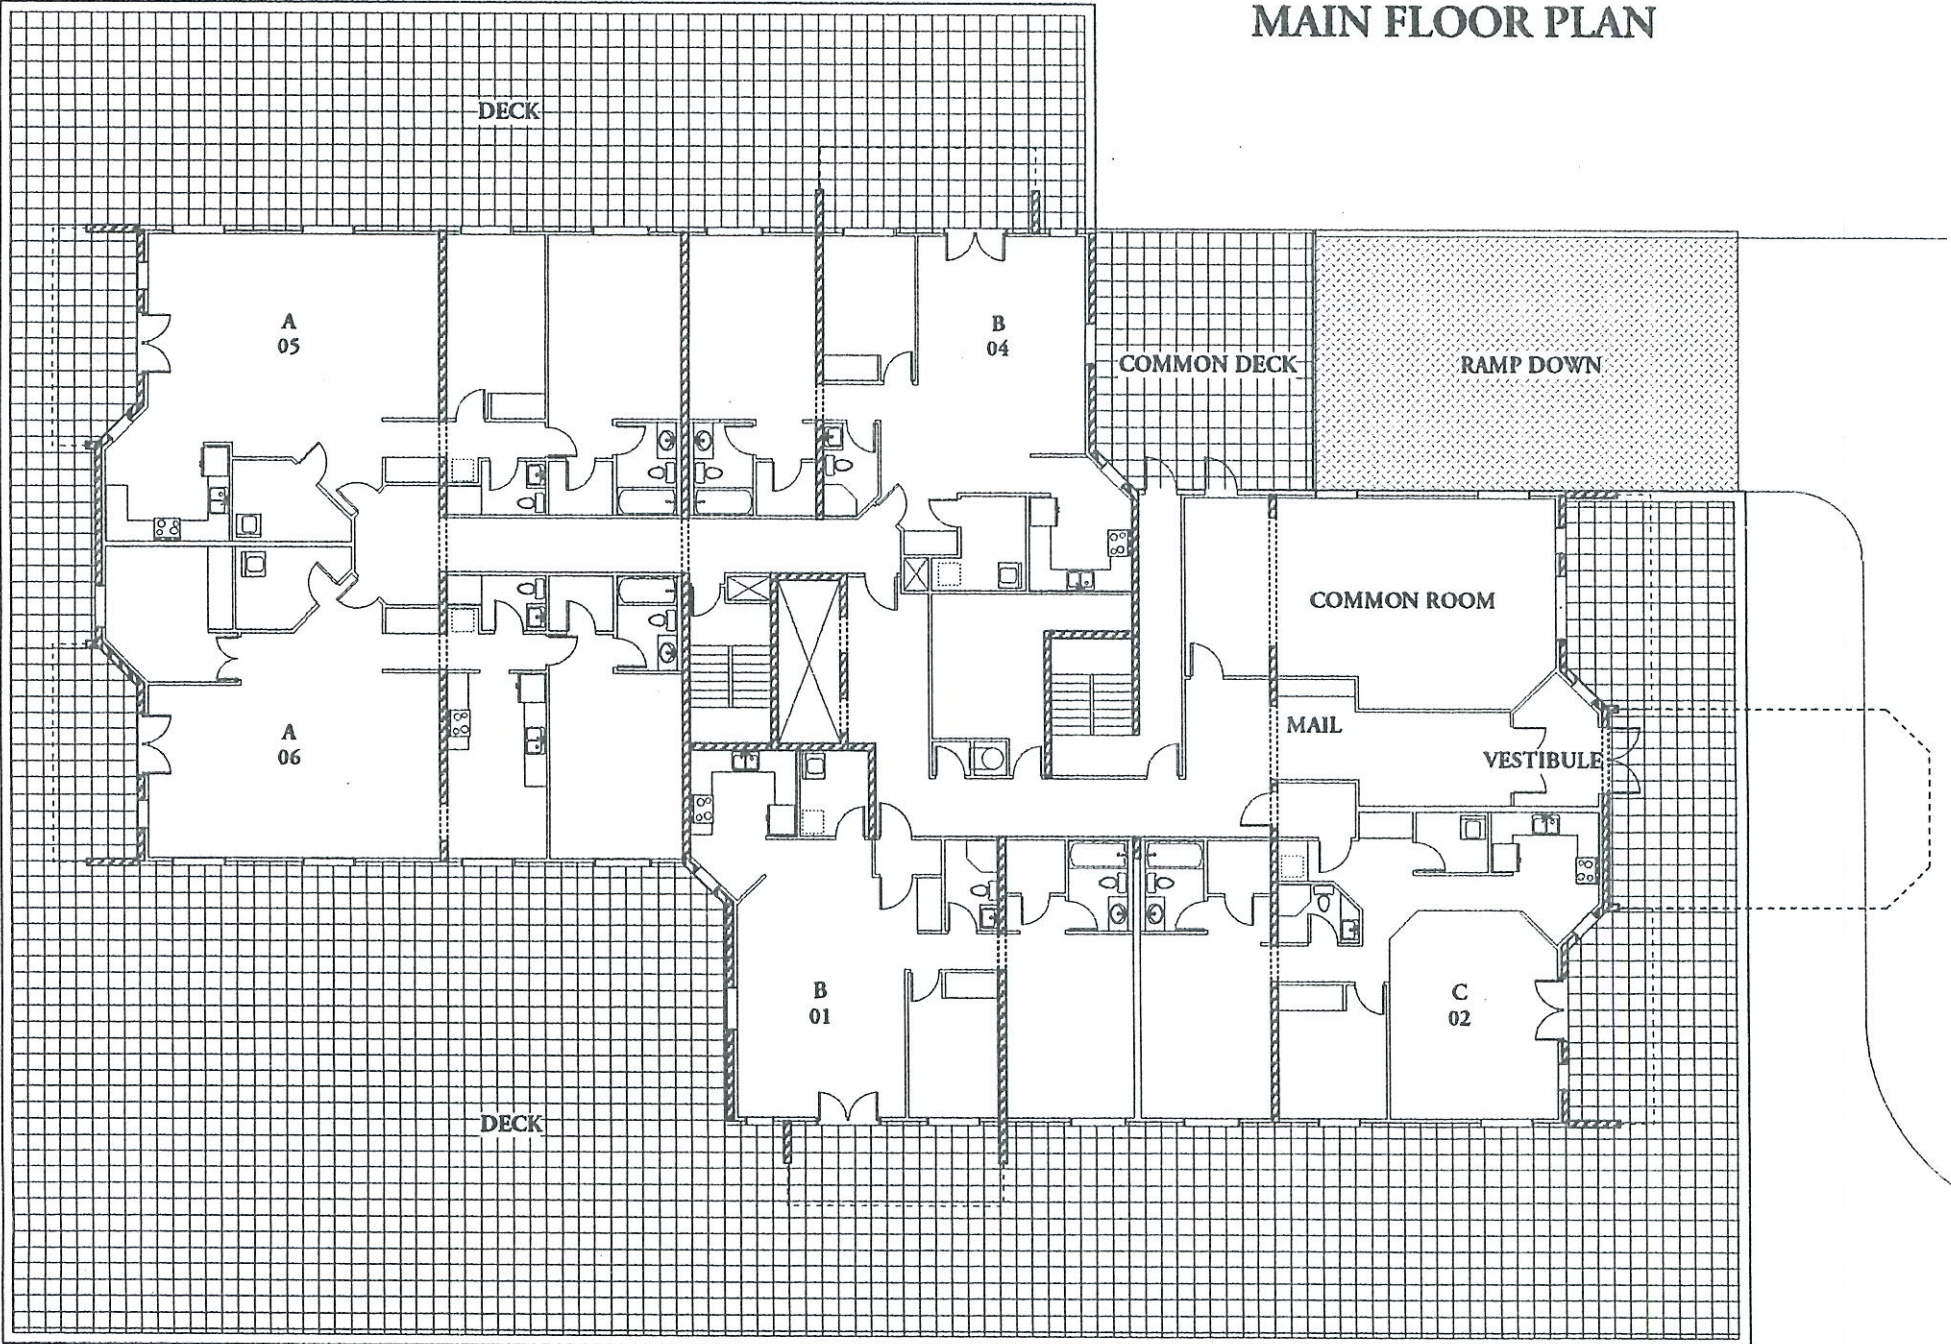 MAIN FLOOR PLAN
DECK
A
05
B
04
COMMON DECK
RAMP DOWN
COMMON ROOM
A
06
MAIL
VESTIBULE
B
01
C
02
DECK